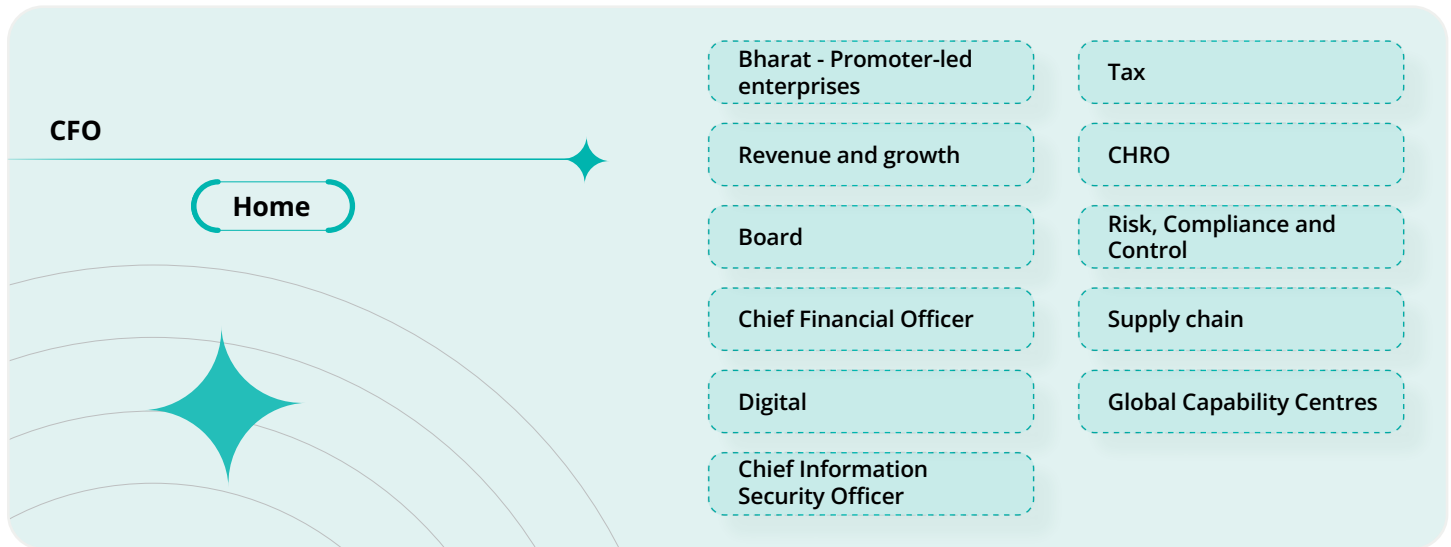 CFO
Home
Bharat - Promoter-led
enterprises
Revenue and growth
Board
Chief Financial Officer
Digital
Chief Information
Security Officer
Tax
CHRO
Risk, Compliance and
Control
Supply chain
Global Capability Centres